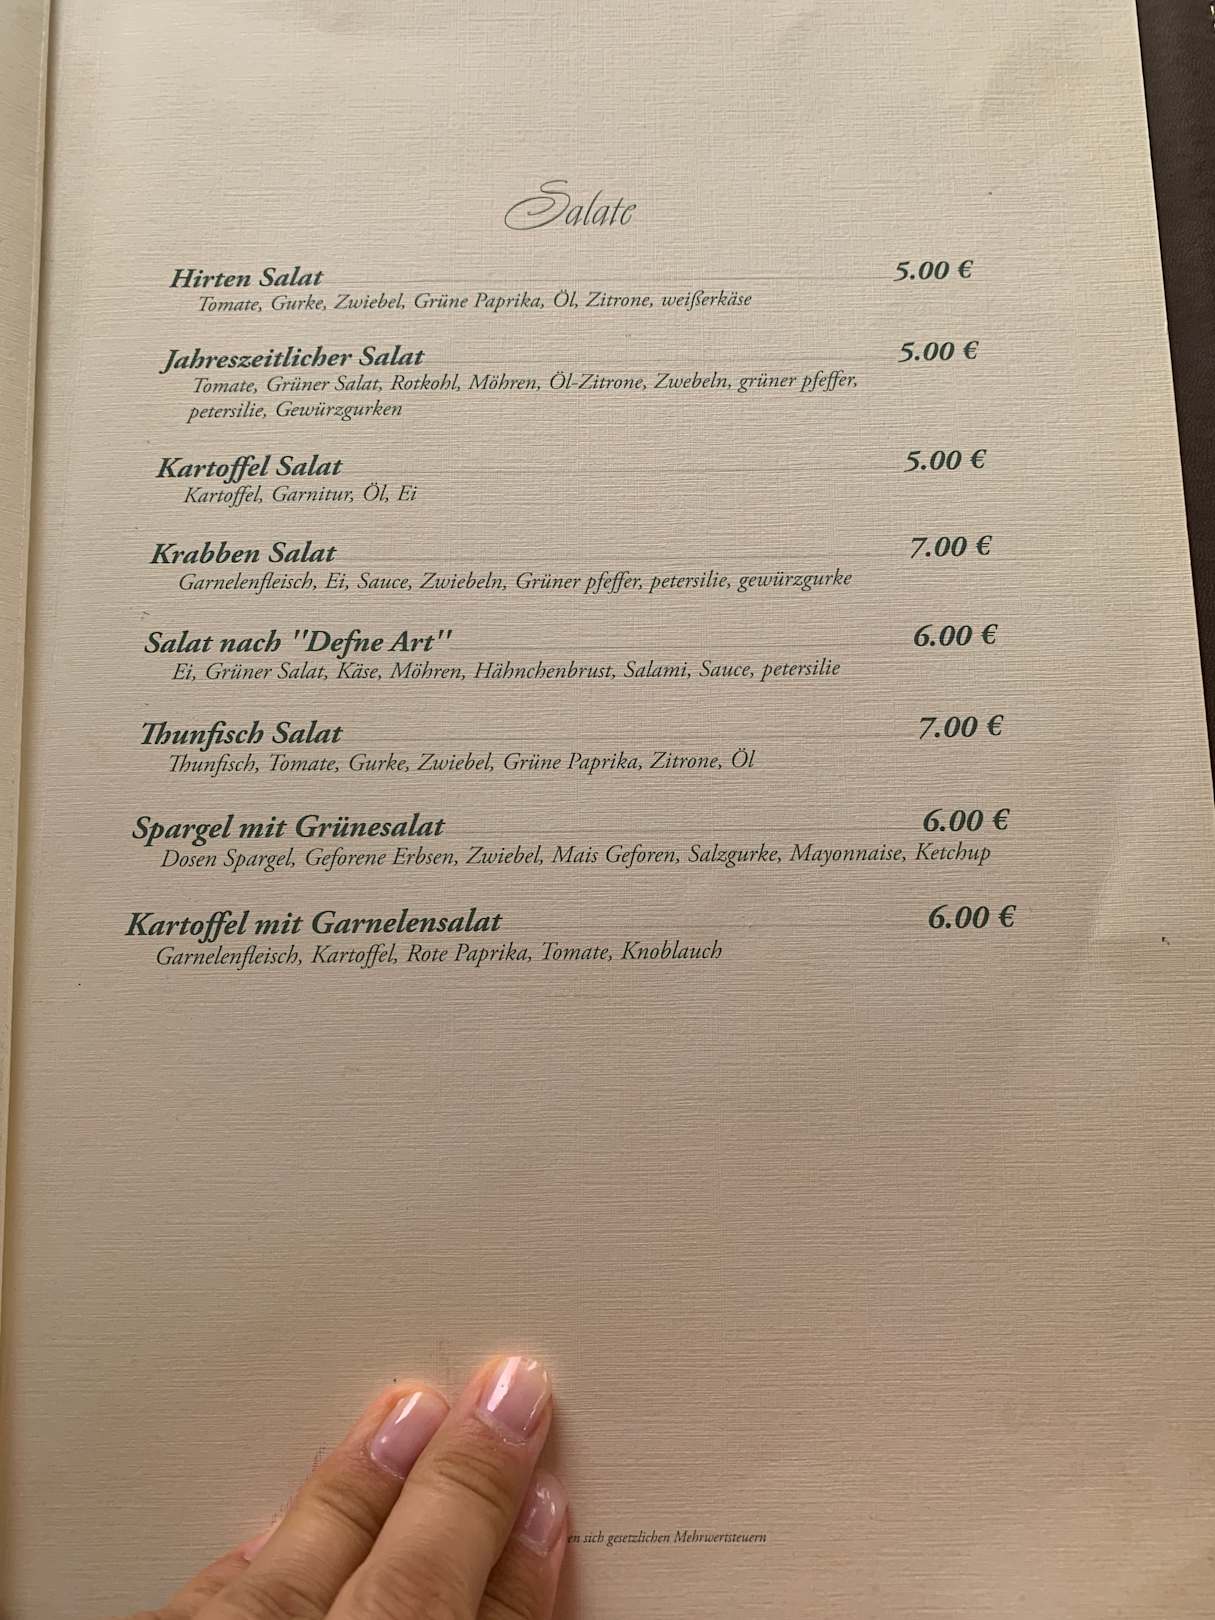 Salate
Hirten Salat 5.00 €
Tomate, Gurke, Zwiebel, Grüne Paprika, Öl, Zitrone, weißerkäse
Jahreszeitlicher Salat 5.00 €
Tomate, Grüner Salat, Rotkohl, Möhren, Öl-Zitrone, Zwebeln, grüner pfeffer,
petersilie, Gewürzgurken
Kartoffel Salat 5.00 €
Kartoffel, Garnitur, Öl, Ei
Krabben Salat 7.00 €
Garnelenfleisch, Ei, Sauce, Zwiebeln, Grüner pfeffer, petersilie, gewürzgurke
Salat nach "Defne Art" 6.00 €
Ei, Grüner Salat, Käse, Möhren, Hähnchenbrust, Salami, Sauce, petersilie
Thunfisch Salat 7.00 €
Thunfisch, Tomate, Gurke, Zwiebel, Grüne Paprika, Zitrone, Öl
Spargel mit Grünesalat 6.00 €
Dosen Spargel, Geforene Erbsen, Zwiebel, Mais Geforen, Salzgurke, Mayonnaise, Ketchup
Kartoffel mit Garnelensalat 6.00 €
Garnelenfleisch, Kartoffel, Rote Paprika, Tomate, Knoblauch
sich gesetzlichen Mehrwertsteuern